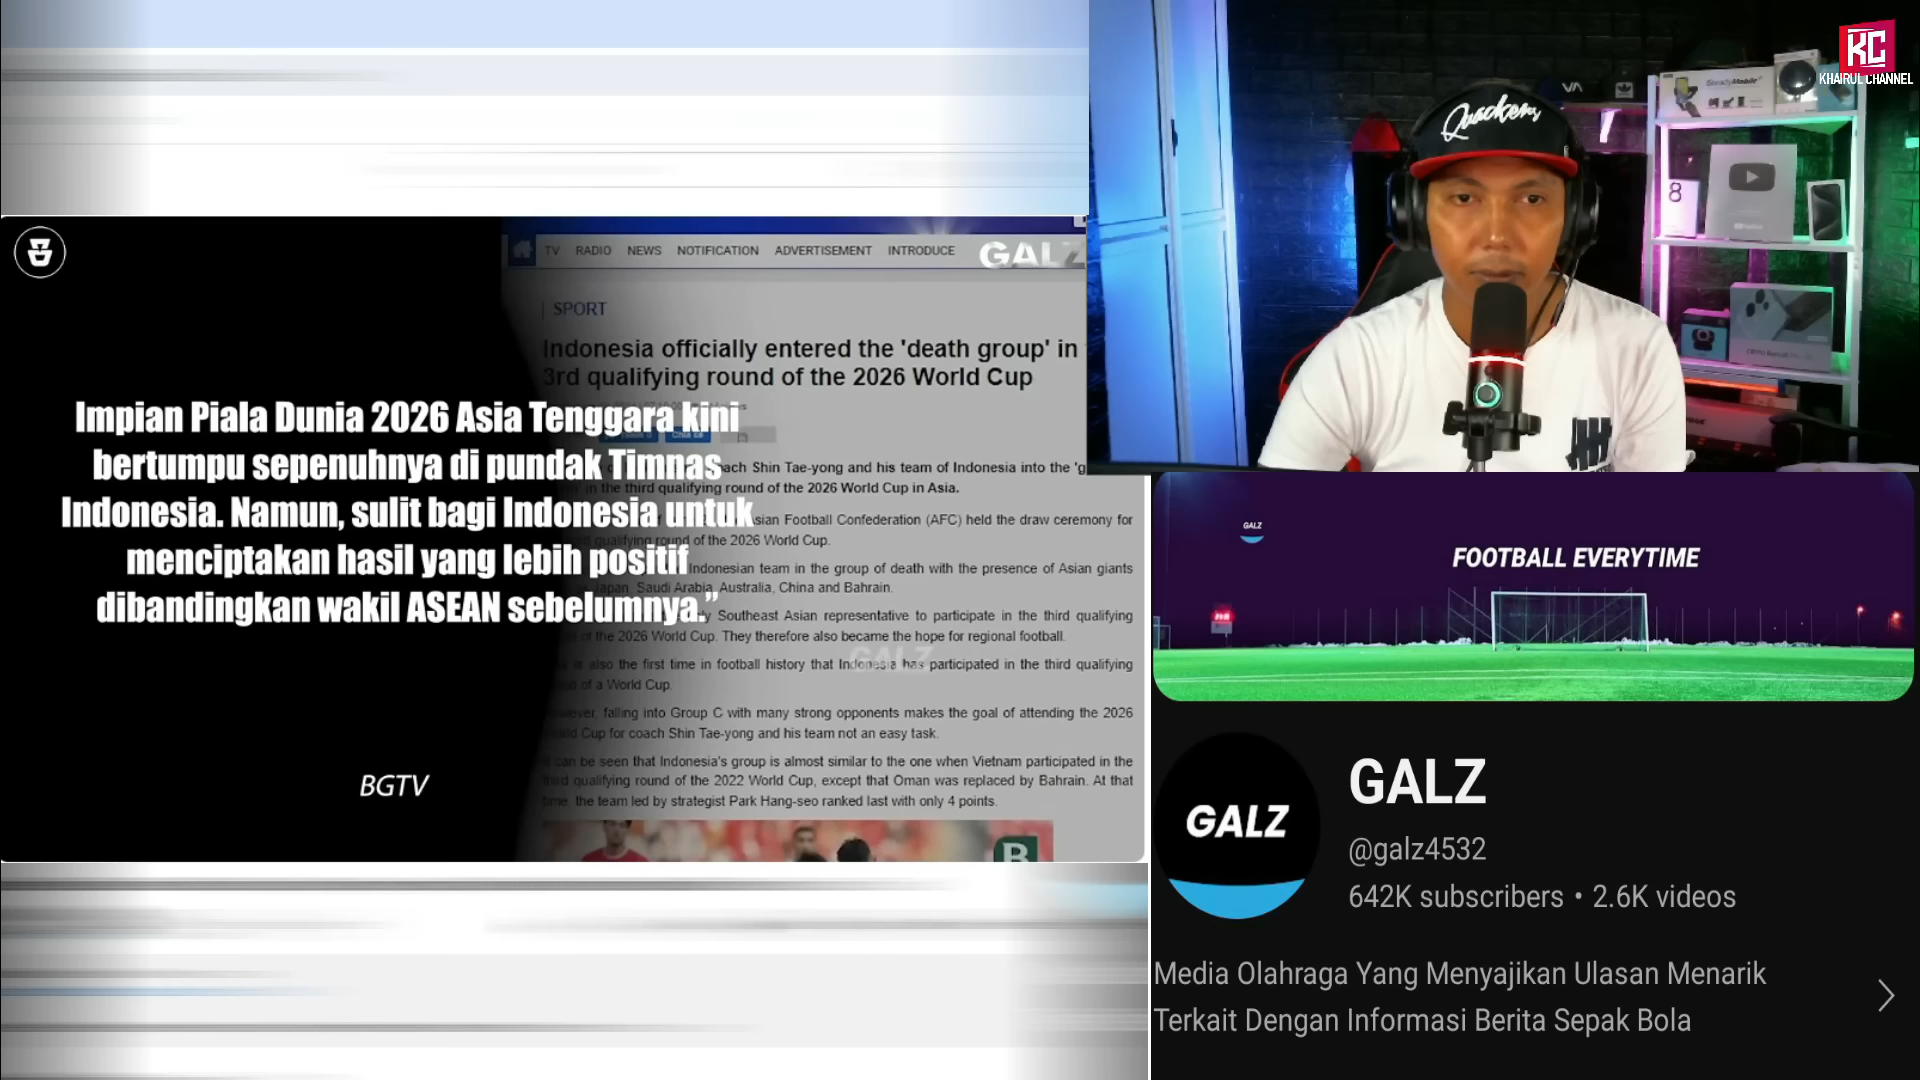 TV RADIO NEWS NOTIFICATION ADVERTISEMENT INTRODUCE
GALZ
SPORT
Indonesia officially entered the 'death group' in
3rd qualifying round of the 2026 World Cup
Impian Piala Dunia 2026 Asia Tenggara kini
bertumpu sepenuhnya di pundak Timnas
Indonesia. Namun, sulit bagi Indonesia untuk
menciptakan hasil yang lebih positif
dibandingkan wakil ASEAN sebelumnya.”
BGTV
Shin Tae-yong and his team of Indonesia into the
in the third qualifying round of the 2026 World Cup in Asia.
Asian Football Confederation (AFC) held the draw ceremony for
qualifying round of the 2026 World Cup.
Indonesian team in the group of death with the presence of Asian giants
Japan, Saudi Arabia, Australia, China and Bahrain.
Southeast Asian representative to participate in the third qualifying
of the 2026 World Cup. They therefore also became the hope for regional football.
GALZ
also the first time in football history that Indonesia has participated in the third qualifying
of a World Cup.
falling into Group C with many strong opponents makes the goal of attending the 2026
Cup for coach Shin Tae-yong and his team not an easy task.
can be seen that Indonesia's group is almost similar to the one when Vietnam participated in the
qualifying round of the 2022 World Cup, except that Oman was replaced by Bahrain. At that
time, the team led by strategist Park Hang-seo ranked last with only 4 points.
B
KC
KHAIRUL CHANNEL
Quackers
VA
SteadyMobile
8
GALZ
FOOTBALL EVERYTIME
GALZ
GALZ
@galz4532
642K subscribers • 2.6K videos
Media Olahraga Yang Menyajikan Ulasan Menarik
Terkait Dengan Informasi Berita Sepak Bola